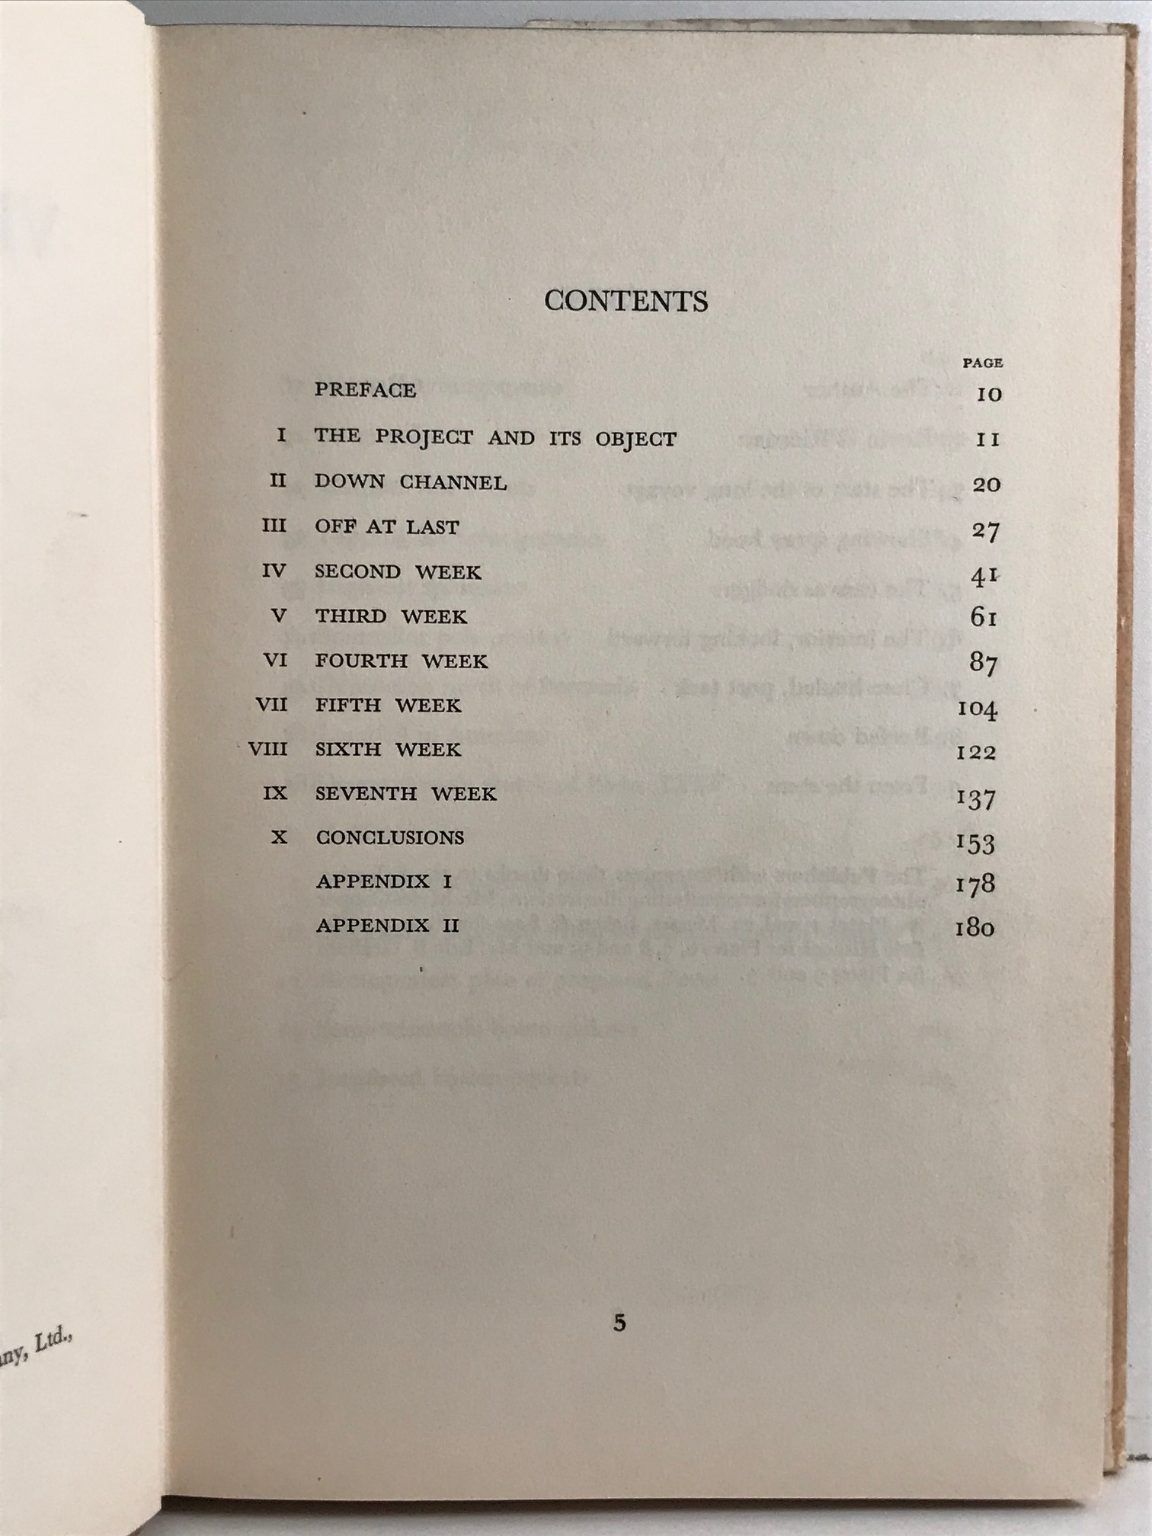 CONTENTS
PAGE
PREFACE 10
I THE PROJECT AND ITS OBJECT 11
II DOWN CHANNEL 20
III OFF AT LAST 27
IV SECOND WEEK 41
V THIRD WEEK 61
VI FOURTH WEEK 87
VII FIFTH WEEK 104
VIII SIXTH WEEK 122
IX SEVENTH WEEK 137
X CONCLUSIONS 153
APPENDIX I 178
APPENDIX II 180
5
Ltd.,